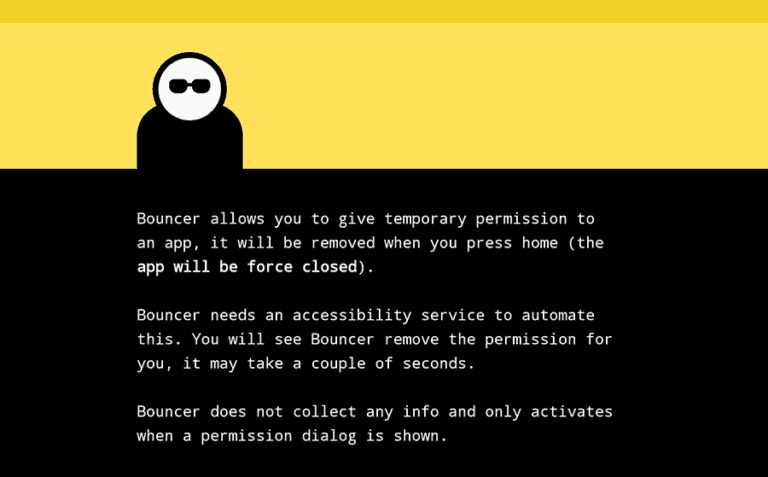 Bouncer allows you to give temporary permission to
an app, it will be removed when you press home (the
app will be force closed).
Bouncer needs an accessibility service to automate
this. You will see Bouncer remove the permission for
you, it may take a couple of seconds.
Bouncer does not collect any info and only activates
when a permission dialog is shown.